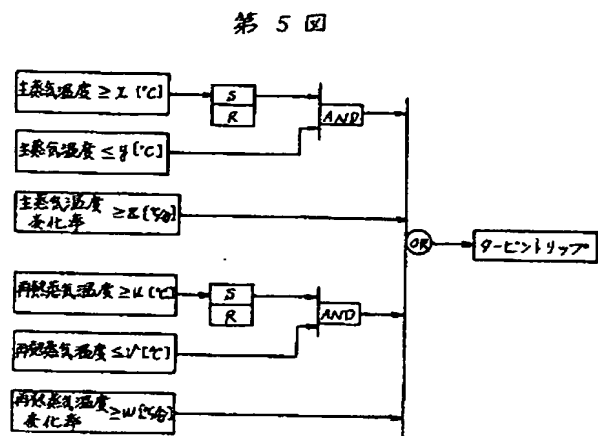 第 5 図
主蒸気温度 ≥ x [℃]
S
R
AND
主蒸気温度 ≤ y [℃]
主蒸気温度
変化率 ≥ z [℃/分]
OR
タービントリップ
再熱蒸気温度 ≥ u [℃]
S
R
AND
再熱蒸気温度 ≤ v [℃]
再熱蒸気温度
変化率 ≥ w [℃/分]